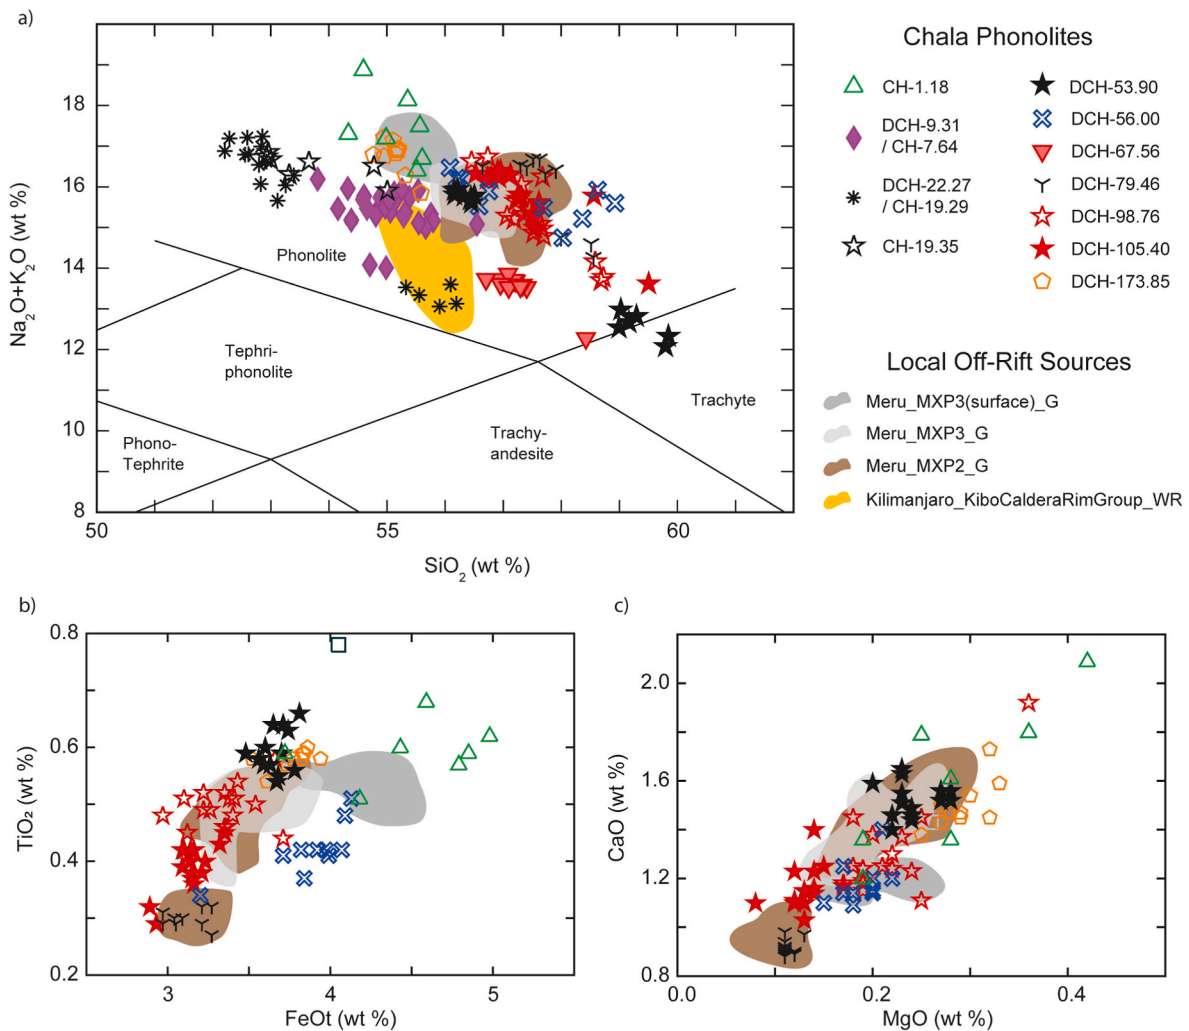 a)
18
16
14
12
10
8
50
55
60
Na₂O+K₂O (wt %)
SiO₂ (wt %)
Phonolite
Tephri-
phonolite
Phono-
Tephrite
Trachy-
andesite
Trachyte
Chala Phonolites
CH-1.18
DCH-9.31
/ CH-7.64
DCH-22.27
/ CH-19.29
CH-19.35
DCH-53.90
DCH-56.00
DCH-67.56
DCH-79.46
DCH-98.76
DCH-105.40
DCH-173.85
Local Off-Rift Sources
Meru_MXP3(surface)_G
Meru_MXP3_G
Meru_MXP2_G
Kilimanjaro_KiboCalderaRimGroup_WR
b)
0.8
0.6
0.4
0.2
3
4
5
TiO₂ (wt %)
FeOt (wt %)
c)
2.0
1.6
1.2
0.8
0.0
0.2
0.4
CaO (wt %)
MgO (wt %)